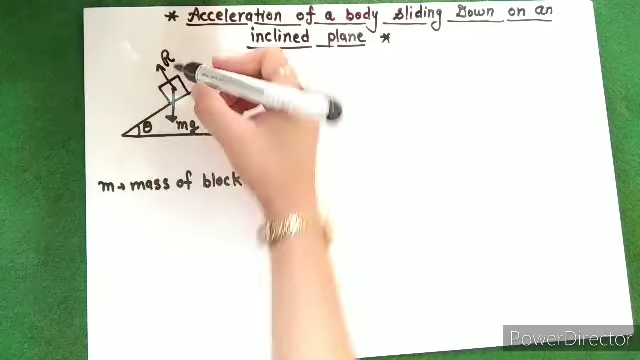 * Acceleration of a body sliding Down on an
inclined plane *
R
θ
mg
m → mass of block
PowerDirector